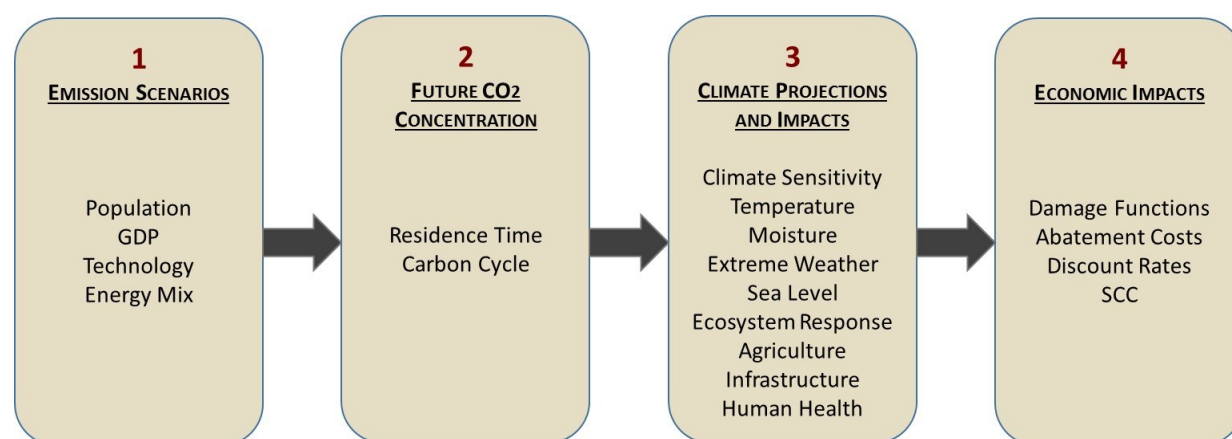 1
EMISSION SCENARIOS
Population
GDP
Technology
Energy Mix
2
FUTURE CO2
CONCENTRATION
Residence Time
Carbon Cycle
3
CLIMATE PROJECTIONS
AND IMPACTS
Climate Sensitivity
Temperature
Moisture
Extreme Weather
Sea Level
Ecosystem Response
Agriculture
Infrastructure
Human Health
4
ECONOMIC IMPACTS
Damage Functions
Abatement Costs
Discount Rates
SCC